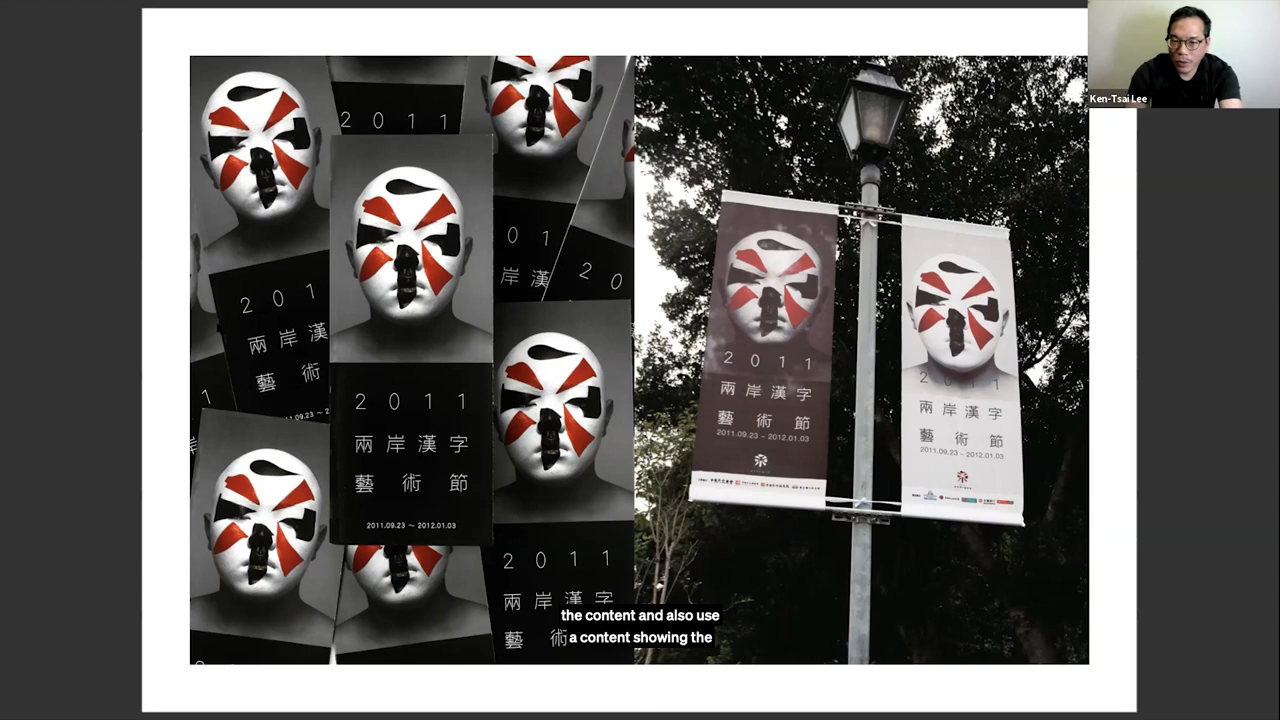 Ken-Tsai Lee
2 0 1 1
0 1
岸 漢
2 0
2 0 1
兩 岸 漢
藝 術
1
2 0 1 1
兩 岸 漢 字
藝 術 節
2011.09.23 ～ 2012.01.03
2 0 1 1
兩 岸 漢 字
藝 術
2 0 1 1
兩 岸 漢 字
藝 術 節
2011.09.23 ~ 2012.01.03
2 0 1 1
兩 岸 漢 字
藝 術 節
2011.09.23 ~ 2012.01.03
the content and also use
a content showing the